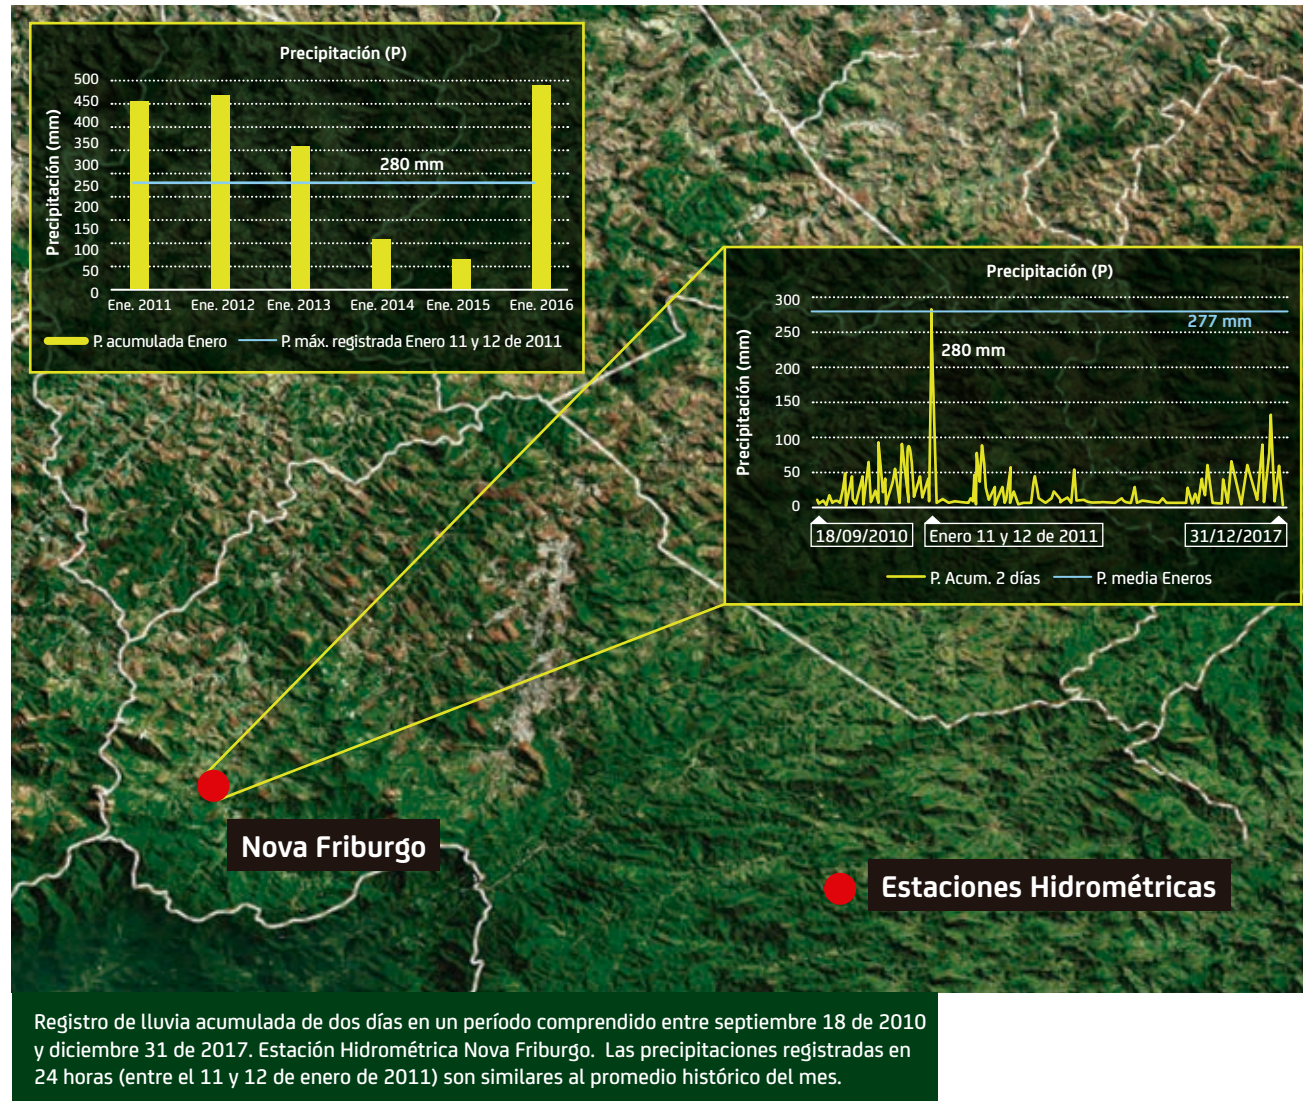 Precipitación (P)
Precipitación (mm)
500
450
400
350
300
250
200
150
100
50
0
280 mm
Ene. 2011 Ene. 2012 Ene. 2013 Ene. 2014 Ene. 2015 Ene. 2016
P. acumulada Enero P. máx. registrada Enero 11 y 12 de 2011
Precipitación (P)
Precipitación (mm)
300
250
200
150
100
50
0
277 mm
280 mm
18/09/2010 Enero 11 y 12 de 2011 31/12/2017
P. Acum. 2 días P. media Eneros
Nova Friburgo
Estaciones Hidrométricas
Registro de lluvia acumulada de dos días en un período comprendido entre septiembre 18 de 2010
y diciembre 31 de 2017. Estación Hidrométrica Nova Friburgo. Las precipitaciones registradas en
24 horas (entre el 11 y 12 de enero de 2011) son similares al promedio histórico del mes.